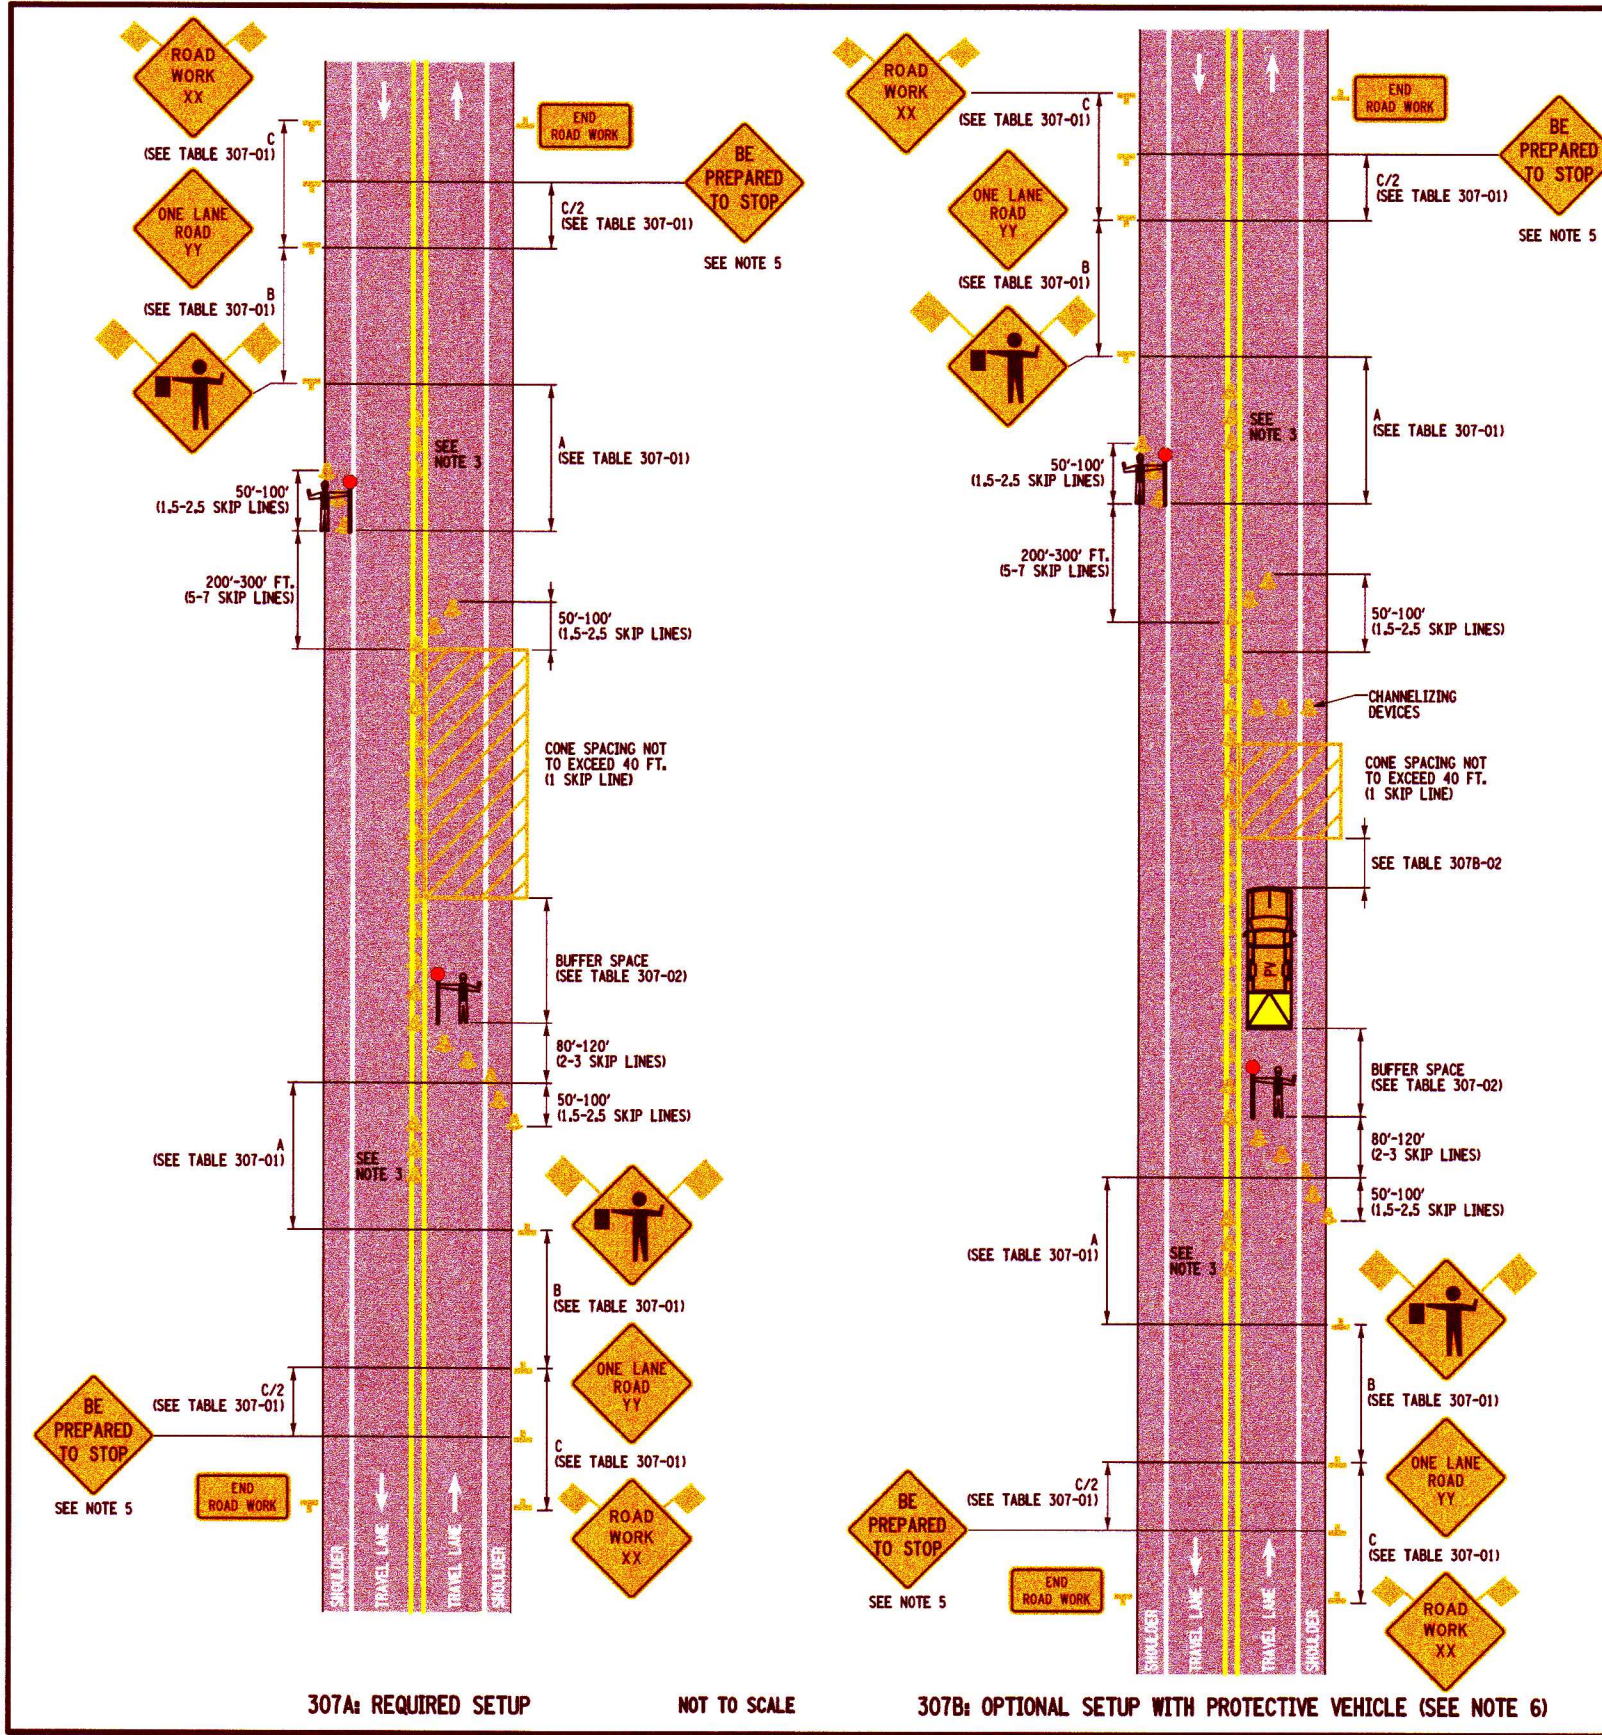 ROAD
WORK
XX
END
ROAD WORK
C
(SEE TABLE 307-01)
BE
PREPARED
TO STOP
SEE NOTE 5
C/2
(SEE TABLE 307-01)
ONE LANE
ROAD
YY
B
(SEE TABLE 307-01)
SEE
NOTE 3
A
(SEE TABLE 307-01)
50'-100'
(1.5-2.5 SKIP LINES)
200'-300' FT.
(5-7 SKIP LINES)
50'-100'
(1.5-2.5 SKIP LINES)
CONE SPACING NOT
TO EXCEED 40 FT.
(1 SKIP LINE)
BUFFER SPACE
(SEE TABLE 307-02)
80'-120'
(2-3 SKIP LINES)
50'-100'
(1.5-2.5 SKIP LINES)
A
(SEE TABLE 307-01)
SEE
NOTE 3
B
(SEE TABLE 307-01)
ONE LANE
ROAD
YY
C/2
(SEE TABLE 307-01)
BE
PREPARED
TO STOP
SEE NOTE 5
C
(SEE TABLE 307-01)
END
ROAD WORK
ROAD
WORK
XX
SHOULDER
TRAVEL LANE
TRAVEL LANE
SHOULDER
307A: REQUIRED SETUP
NOT TO SCALE
ROAD
WORK
XX
C
(SEE TABLE 307-01)
END
ROAD WORK
BE
PREPARED
TO STOP
SEE NOTE 5
C/2
(SEE TABLE 307-01)
ONE LANE
ROAD
YY
B
(SEE TABLE 307-01)
SEE
NOTE 3
A
(SEE TABLE 307-01)
50'-100'
(1.5-2.5 SKIP LINES)
200'-300' FT.
(5-7 SKIP LINES)
50'-100'
(1.5-2.5 SKIP LINES)
CHANNELIZING
DEVICES
CONE SPACING NOT
TO EXCEED 40 FT.
(1 SKIP LINE)
SEE TABLE 307B-02
PV
BUFFER SPACE
(SEE TABLE 307-02)
80'-120'
(2-3 SKIP LINES)
50'-100'
(1.5-2.5 SKIP LINES)
A
(SEE TABLE 307-01)
SEE
NOTE 3
B
(SEE TABLE 307-01)
ONE LANE
ROAD
YY
C/2
(SEE TABLE 307-01)
BE
PREPARED
TO STOP
SEE NOTE 5
C
(SEE TABLE 307-01)
END
ROAD WORK
ROAD
WORK
XX
SHOULDER
TRAVEL LANE
TRAVEL LANE
SHOULDER
307B: OPTIONAL SETUP WITH PROTECTIVE VEHICLE (SEE NOTE 6)